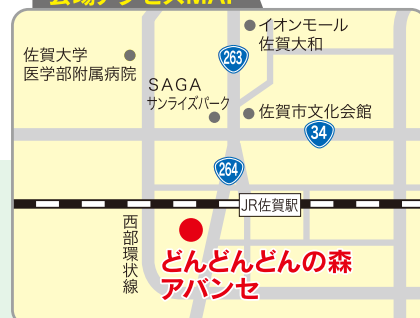 会場アクセスMAP
イオンモール
佐賀大和
佐賀大学
医学部附属病院
263
SAGA
サンライズパーク
佐賀市文化会館
34
264
JR佐賀駅
西部環状線
どんどんどんの森
アバンセ